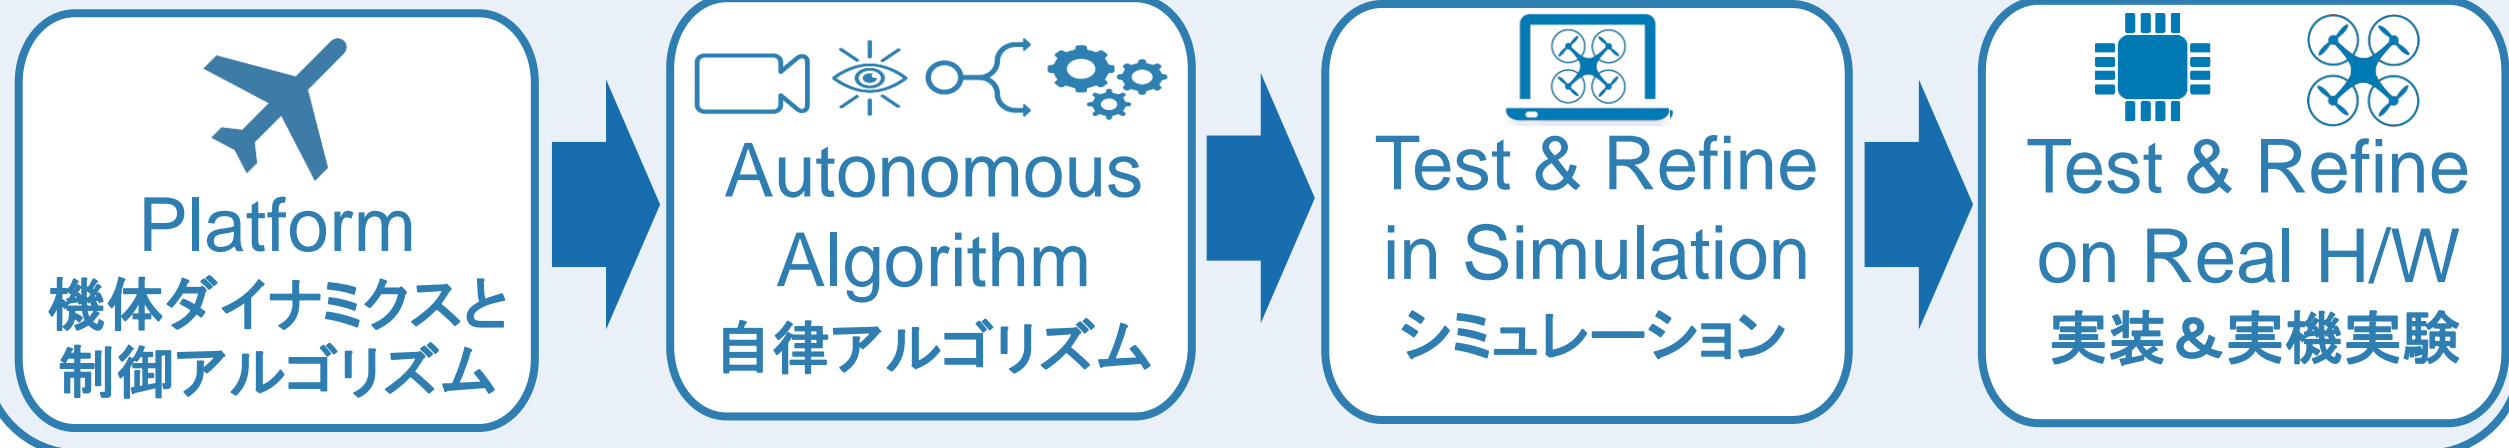 Platform
機体ダイナミクスと
制御アルゴリズム
Autonomous
Algorithm
自律アルゴリズム
Test & Refine
in Simulation
シミュレーション
Test & Refine
on Real H/W
実装&実機実験